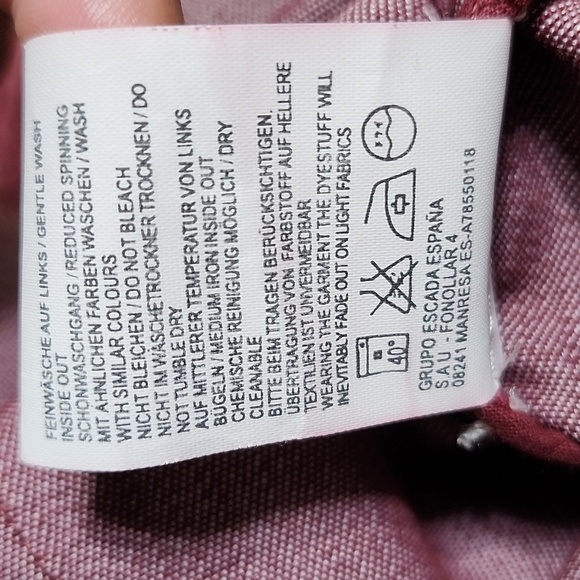 FEINWÄSCHE AUF LINKS / GENTLE WASH
INSIDE OUT
SCHONWASCHGANG / REDUCED SPINNING
MIT ÄHNLICHEN FARBEN WASCHEN / WASH
WITH SIMILAR COLOURS
NICHT BLEICHEN / DO NOT BLEACH
NICHT IM WÄSCHETROCKNER TROCKNEN / DO
NOT TUMBLE DRY
AUF MITTLERER TEMPERATUR VON LINKS
BÜGELN / MEDIUM IRON INSIDE OUT
CHEMISCHE REINIGUNG MÖGLICH / DRY
CLEANABLE
BITTE BEIM TRAGEN BERÜCKSICHTIGEN.
ÜBERTRAGUNG VON FARBSTOFF AUF HELLERE
TEXTILIEN IST UNVERMEIDBAR
WEARING THE GARMENT THE DYESTUFF WILL
INEVITABLY FADE OUT ON LIGHT FABRICS
40°
GRUPO ESCADA ESPAÑA
S A U - FONOLLAR 4
08241 MANRESA ES-A78550118